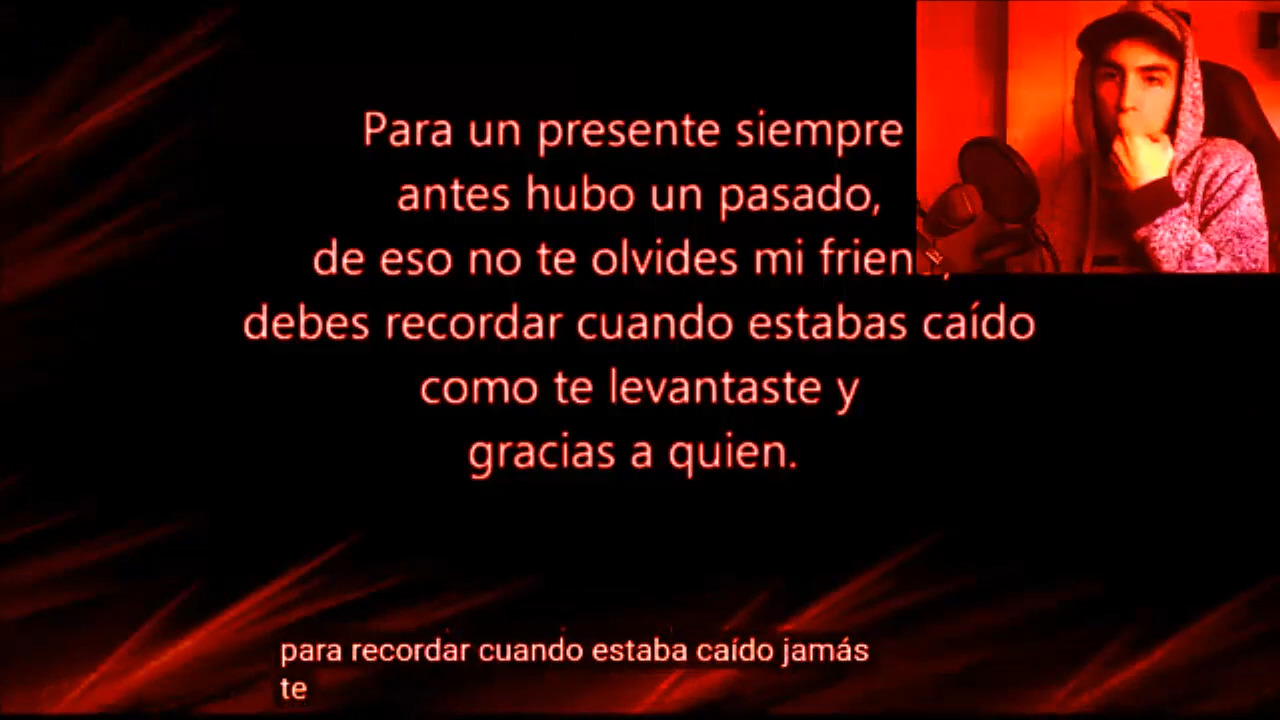 Para un presente siempre
antes hubo un pasado,
de eso no te olvides mi
debes recordar cuando estabas caído
como te levantaste y
gracias a quien.
para recordar cuando estaba caído jamás
te